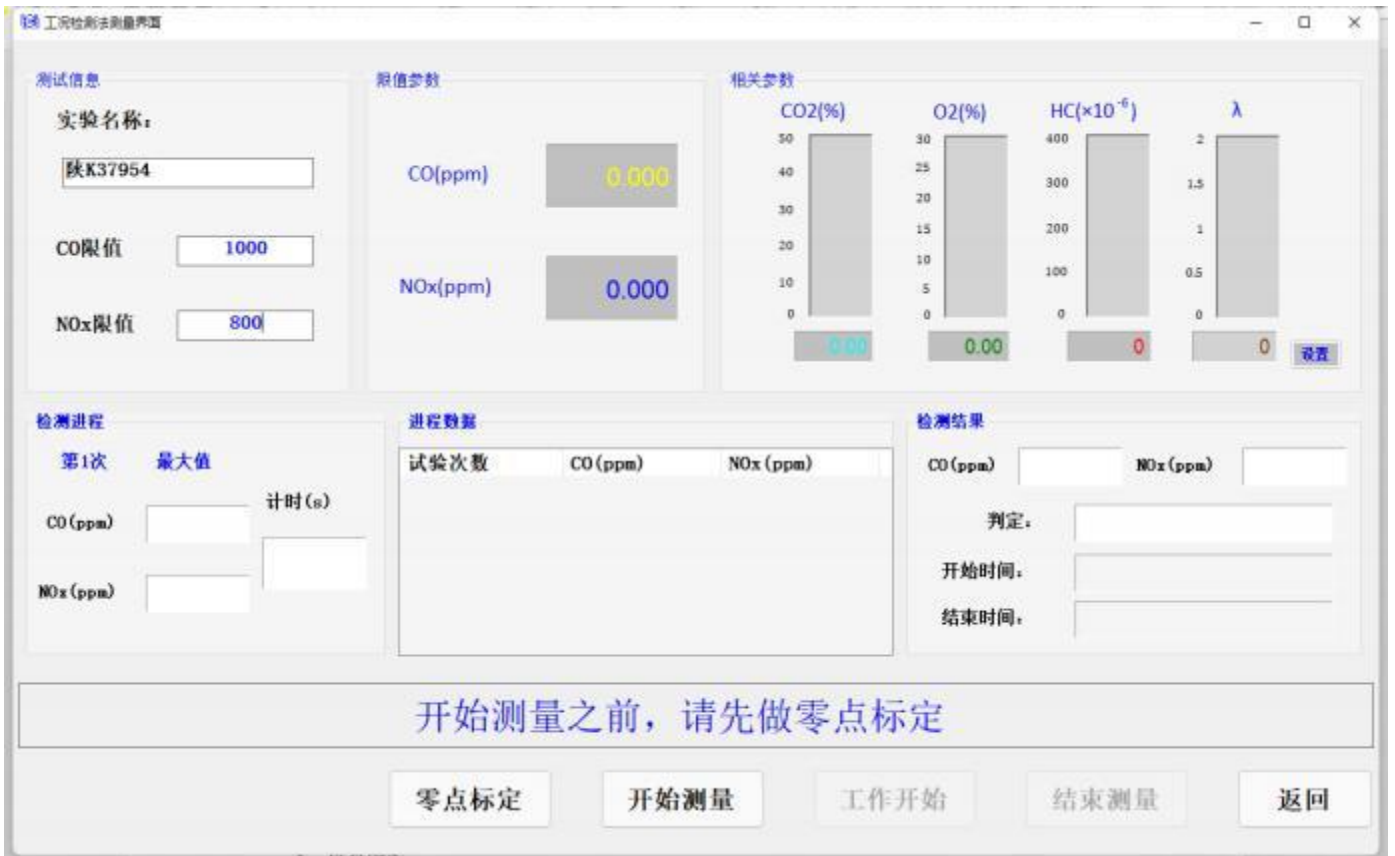 工况检测法测量界面
测试信息
实验名称：
陕K37954
CO限值 1000
NOx限值 800
限值参数
CO(ppm) 0.000
NOx(ppm) 0.000
相关参数
CO2(%) O2(%) HC(×10⁻⁶) λ
50 30 400 2
40 25 300 1.5
30 20 200 1
20 15 100 0.5
10 10 0 0
0 5
0
0.00 0.00 0 0 设置
检测进程
第1次 最大值
计时(s)
CO(ppm)
NOx(ppm)
进程数据
试验次数 CO(ppm) NOx(ppm)
检测结果
CO(ppm) NOx(ppm)
判定：
开始时间：
结束时间：
开始测量之前，请先做零点标定
零点标定 开始测量 工作开始 结束测量 返回